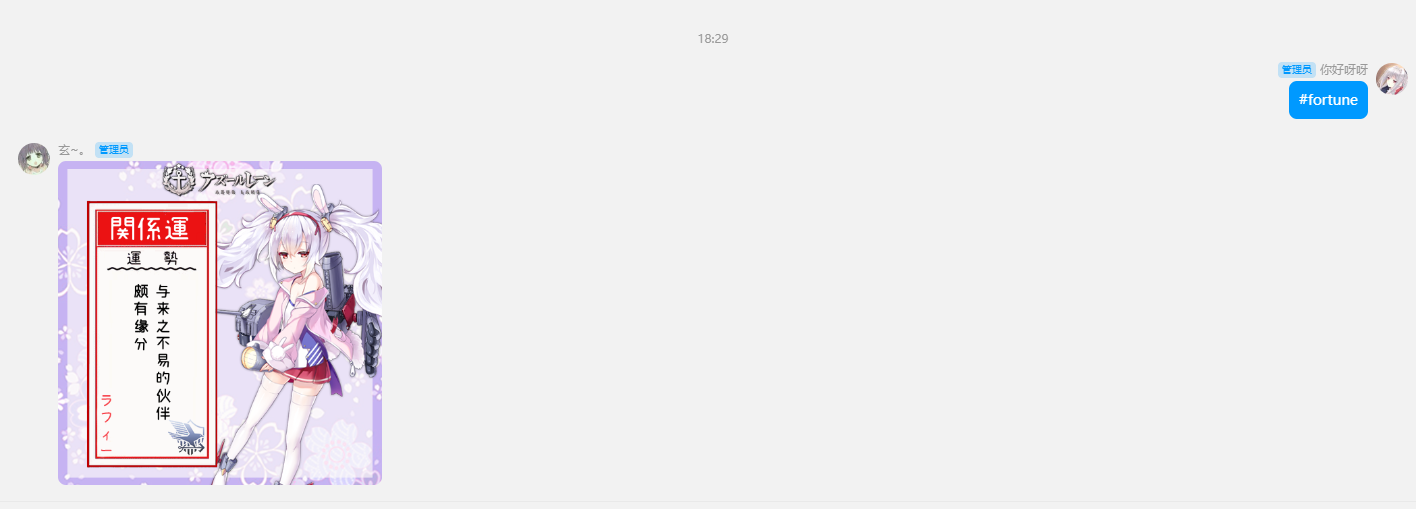 18:29
管理员 你好呀呀
#fortune
玄~。 管理员
アズールレーン
AZUR LANE
関係運
運 勢
与来之不易的伙伴
颇有缘分
ラフィー